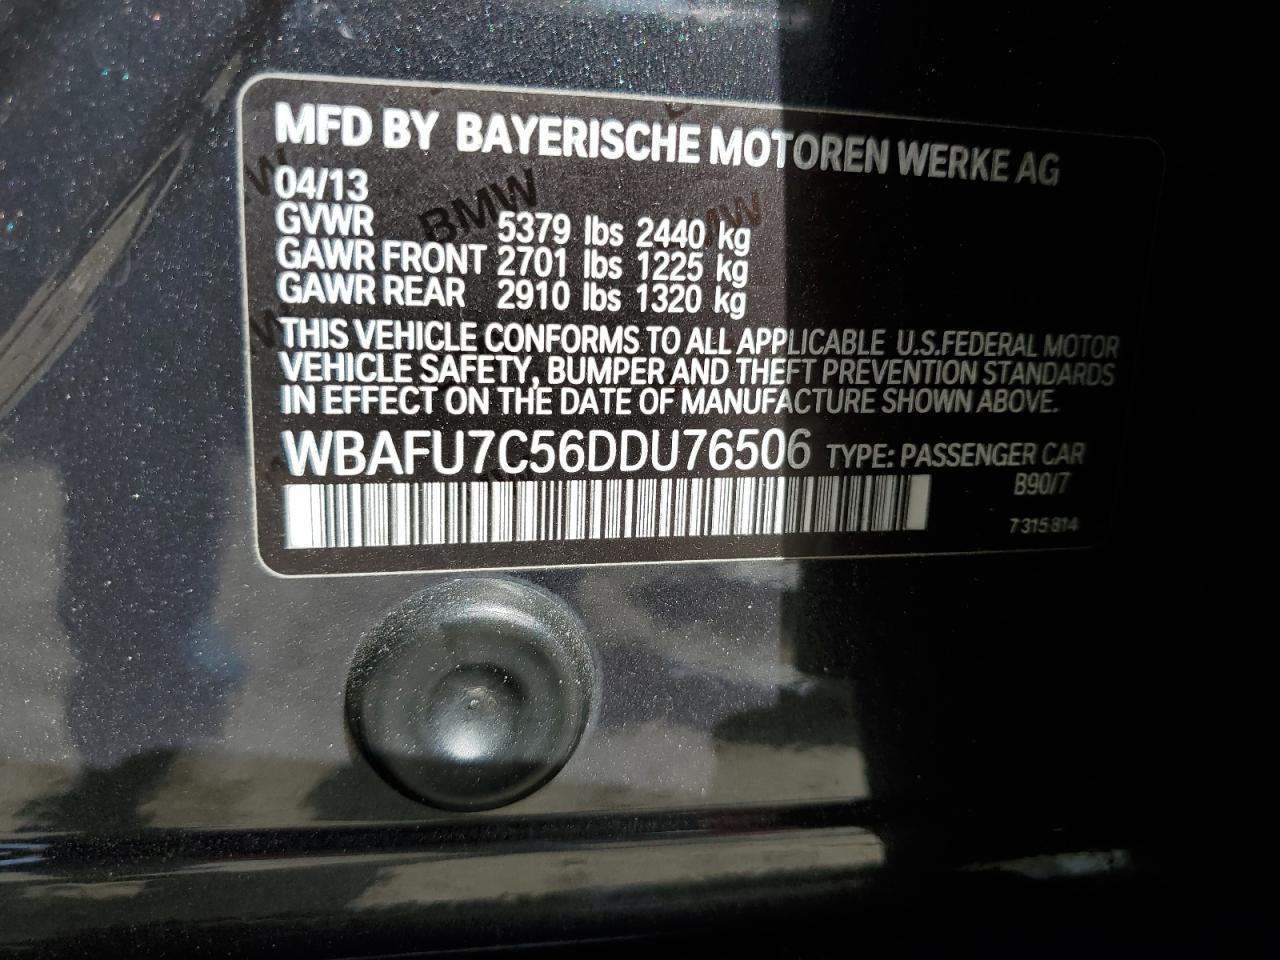 MFD BY BAYERISCHE MOTOREN WERKE AG
04/13
GVWR 5379 lbs 2440 kg
GAWR FRONT 2701 lbs 1225 kg
GAWR REAR 2910 lbs 1320 kg
THIS VEHICLE CONFORMS TO ALL APPLICABLE U.S.FEDERAL MOTOR
VEHICLE SAFETY, BUMPER AND THEFT PREVENTION STANDARDS
IN EFFECT ON THE DATE OF MANUFACTURE SHOWN ABOVE.
WBAFU7C56DDU76506 TYPE: PASSENGER CAR
B90/7
7 315 814
BMW